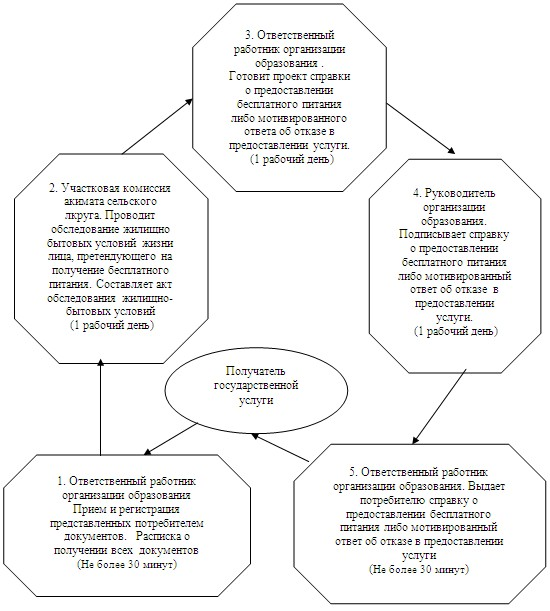 3. Ответственный
работник организации
образования .
Готовит проект справки
о предоставлении
бесплатного питания
либо мотивированного
ответа об отказе в
предоставлении услуги.
(1 рабочий день)
2. Участковая комиссия
акимата сельского
лкруга. Проводит
обследование жилищно
бытовых условий жизни
лица, претендующего на
получение бесплатного
питания. Составляет акт
обследования жилищно-
бытовых условий
(1 рабочий день)
4. Руководитель
организации
образования.
Подписывает справку
о предоставлении
бесплатного питания
либо мотивированный
ответ об отказе в
предоставлении
услуги.
(1 рабочий день)
Получатель
государственной
услуги
1. Ответственный работник
организации образования
Прием и регистрация
представленных потребителем
документов. Расписка о
получении всех документов
(Не более 30 минут)
5. Ответственный работник
организации образования. Выдает
потребителю справку о
предоставлении бесплатного
питания либо мотивированный
ответ об отказе в предоставлении
услуги
(Не более 30 минут)